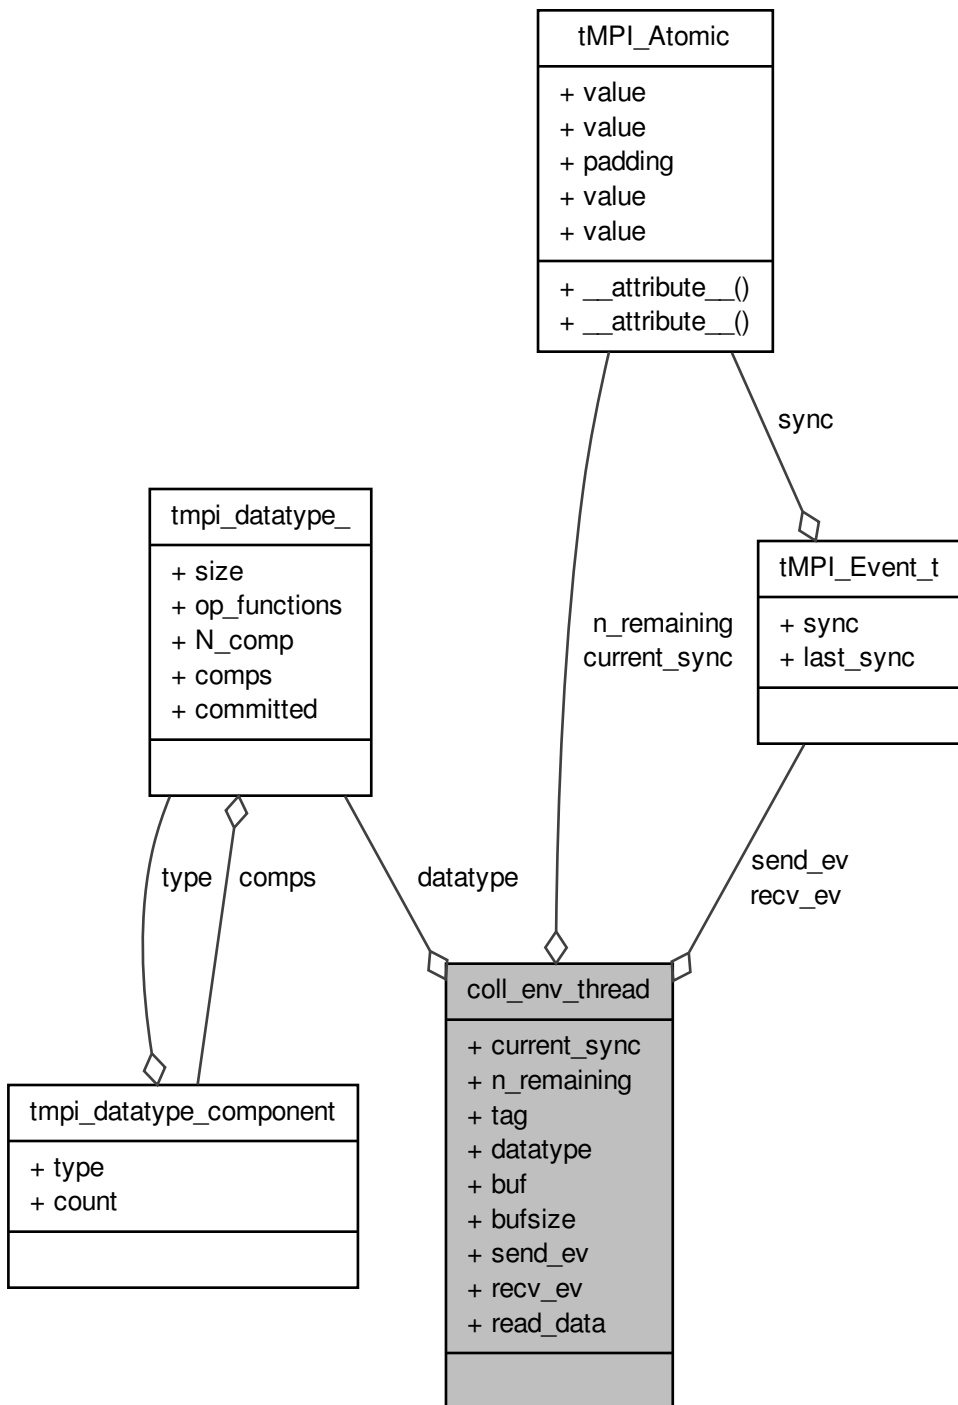 tMPI_Atomic
+ value
+ value
+ padding
+ value
+ value
+ __attribute__()
+ __attribute__()
sync
tmpi_datatype_
+ size
+ op_functions
+ N_comp
+ comps
+ committed
tMPI_Event_t
+ sync
+ last_sync
n_remaining
current_sync
type
comps
datatype
send_ev
recv_ev
coll_env_thread
+ current_sync
+ n_remaining
+ tag
+ datatype
+ buf
+ bufsize
+ send_ev
+ recv_ev
+ read_data
tmpi_datatype_component
+ type
+ count